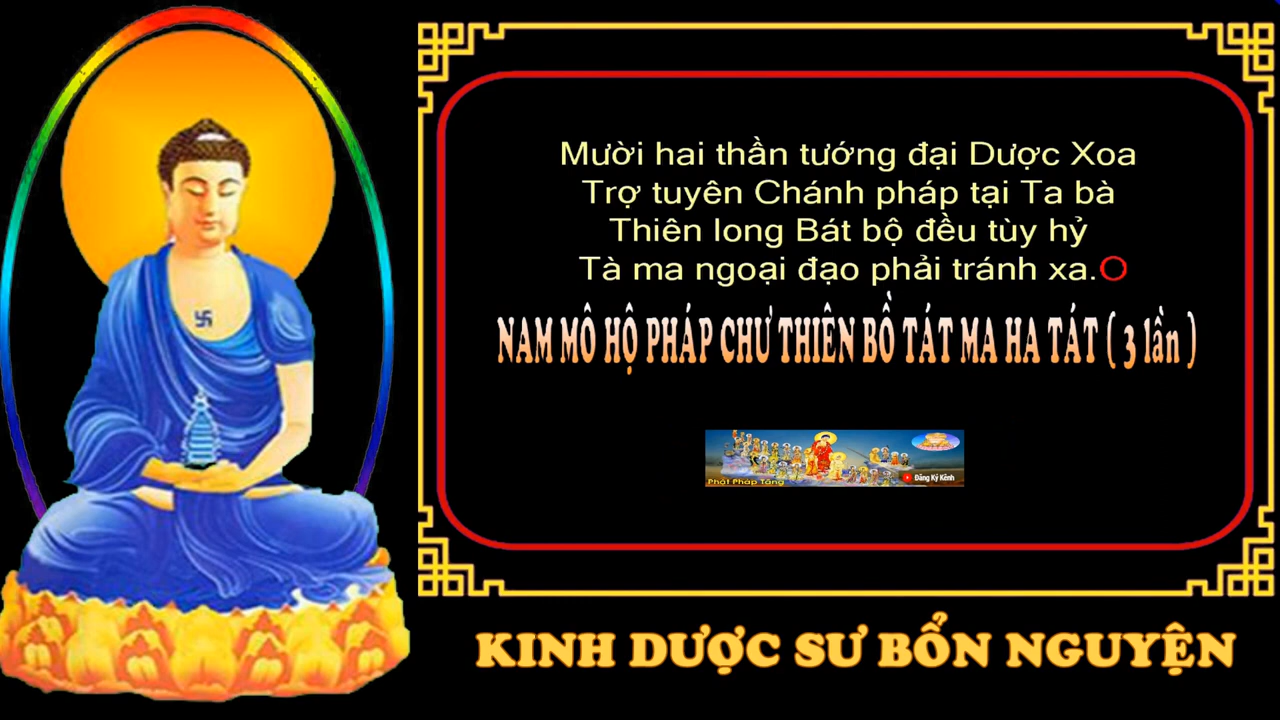 Mười hai thần tướng đại Dược Xoa
Trợ tuyên Chánh pháp tại Ta bà
Thiên long Bát bộ đều tùy hỷ
Tà ma ngoại đạo phải tránh xa.O
NAM MÔ HỘ PHÁP CHƯ THIÊN BỒ TÁT MA HA TÁT ( 3 lần )
Phật Pháp Tăng
Đăng Ký Kênh
KINH DƯỢC SƯ BỔN NGUYỆN